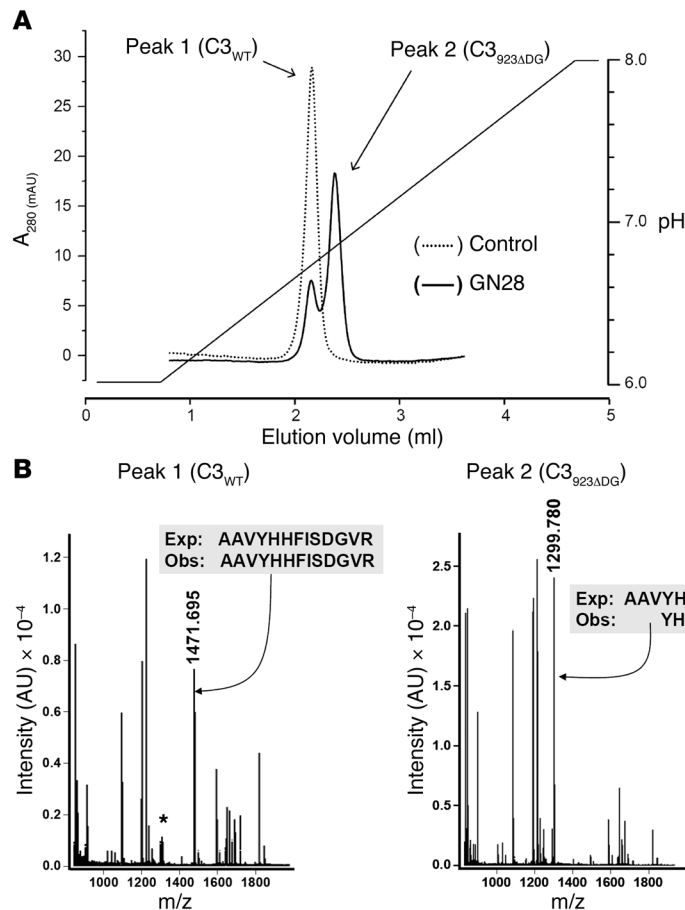 A
Peak 1 (C3WT)
Peak 2 (C3923ΔDG)
30
25
20
15
10
5
0
A280 (mAU)
8.0
7.0
6.0
pH
(········) Control
(—) GN28
0
1
2
3
4
5
Elution volume (ml)
B
Peak 1 (C3WT)
Peak 2 (C3923ΔDG)
Exp: AAVYHHFISDGVR
Obs: AAVYHHFISDGVR
1471.695
*
1.2
1.0
0.8
0.6
0.4
0.2
0.0
Intensity (AU) × 10⁻⁴
1000
1200
1400
1600
1800
m/z
1299.780
Exp: AAVYH
Obs: YH
2.5
2.0
1.5
1.0
0.5
0.0
Intensity (AU) × 10⁻⁴
1000
1200
1400
1600
1800
m/z